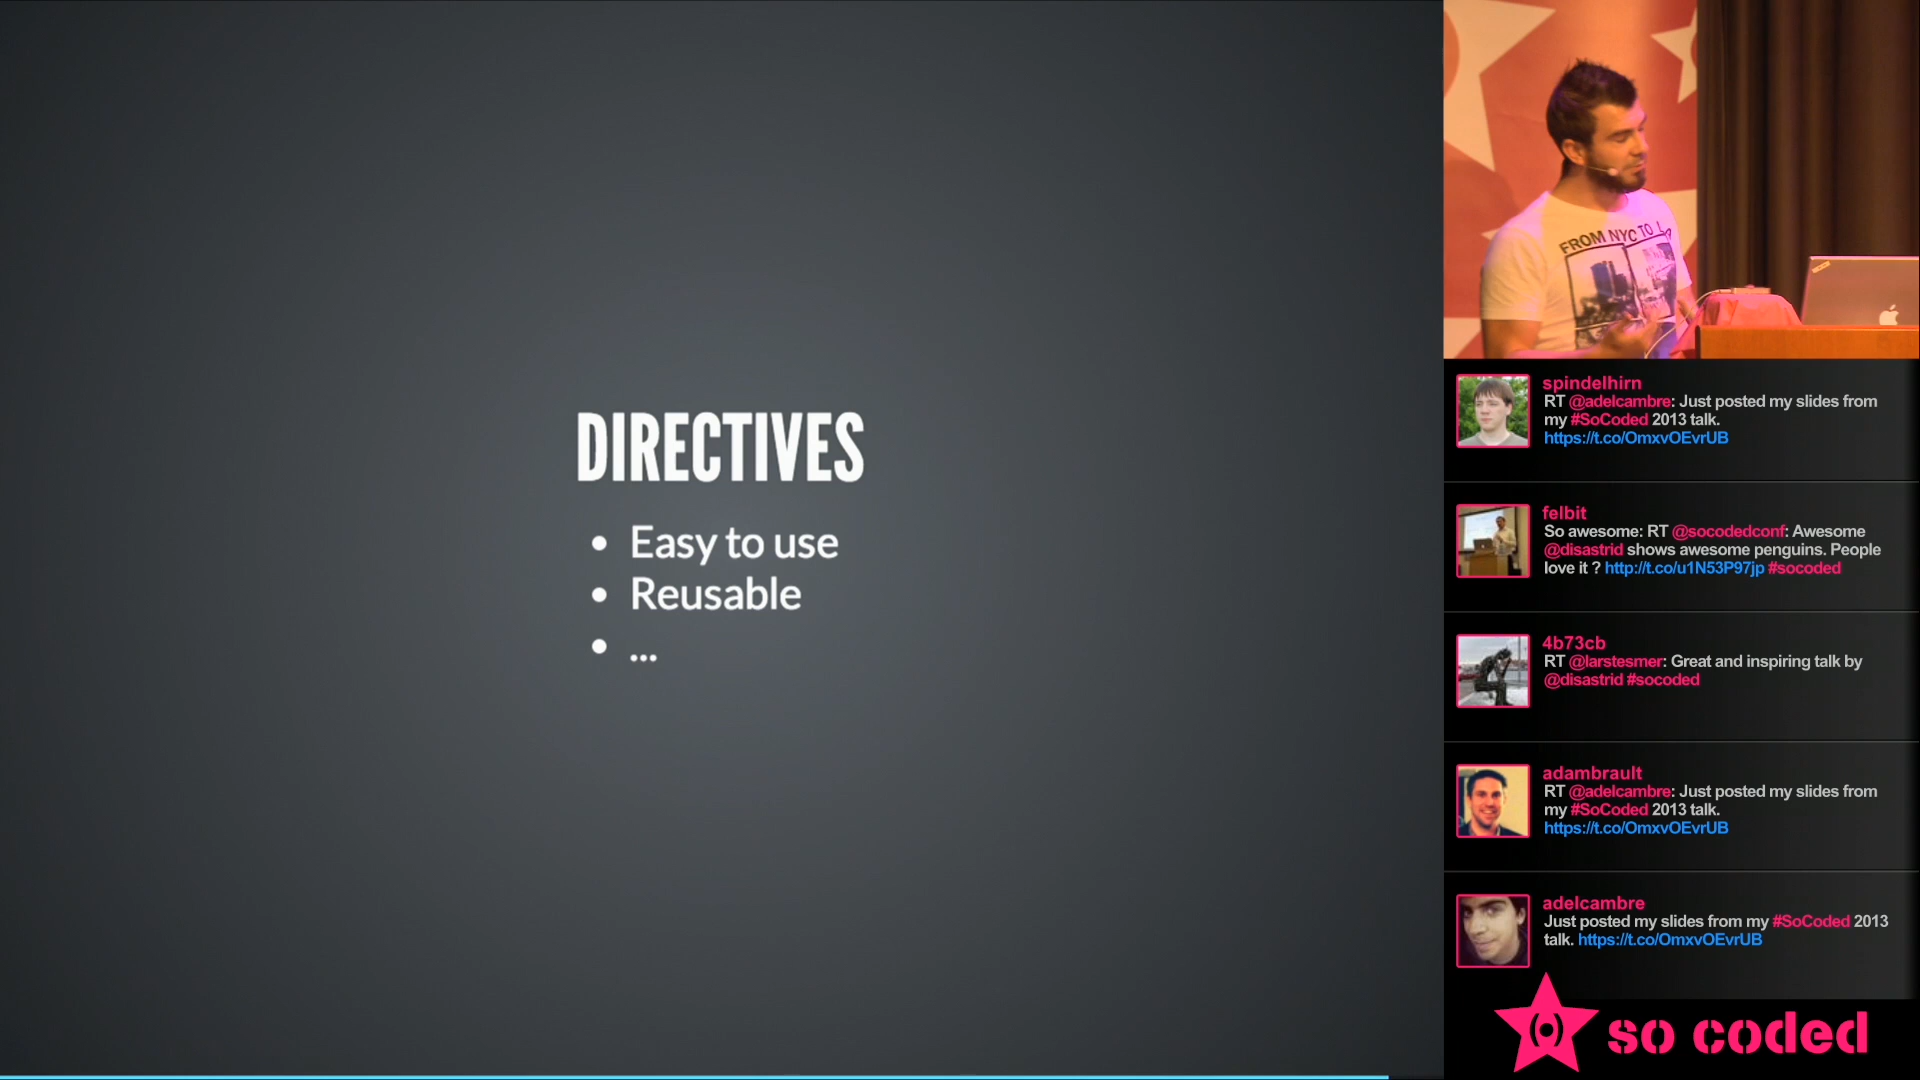 DIRECTIVES
Easy to use
Reusable
...
FROM NYC TO L
spindelhirn
RT @adelcambre: Just posted my slides from
my #SoCoded 2013 talk.
https://t.co/OmxvOEvrUB
felbit
So awesome: RT @socodedconf: Awesome
@disastrid shows awesome penguins. People
love it ? http://t.co/u1N53P97jp #socoded
4b73cb
RT @larstesmer: Great and inspiring talk by
@disastrid #socoded
adambrault
RT @adelcambre: Just posted my slides from
my #SoCoded 2013 talk.
https://t.co/OmxvOEvrUB
adelcambre
Just posted my slides from my #SoCoded 2013
talk. https://t.co/OmxvOEvrUB
so coded